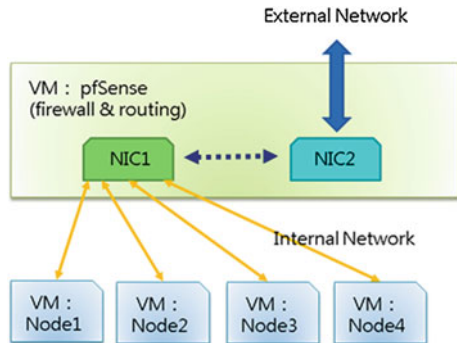 External Network
VM： pfSense
(firewall & routing)
NIC1
NIC2
Internal Network
VM：
Node1
VM：
Node2
VM：
Node3
VM：
Node4